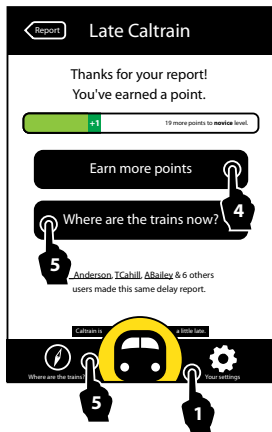 Report
Late Caltrain
Thanks for your report!
You've earned a point.
+1
19 more points to novice level.
Earn more points
4
Where are the trains now?
5
Anderson, TCahill, ABailey & 6 others
users made this same delay report.
Caltrain is a little late.
Where are the trains?
Your settings
5
1